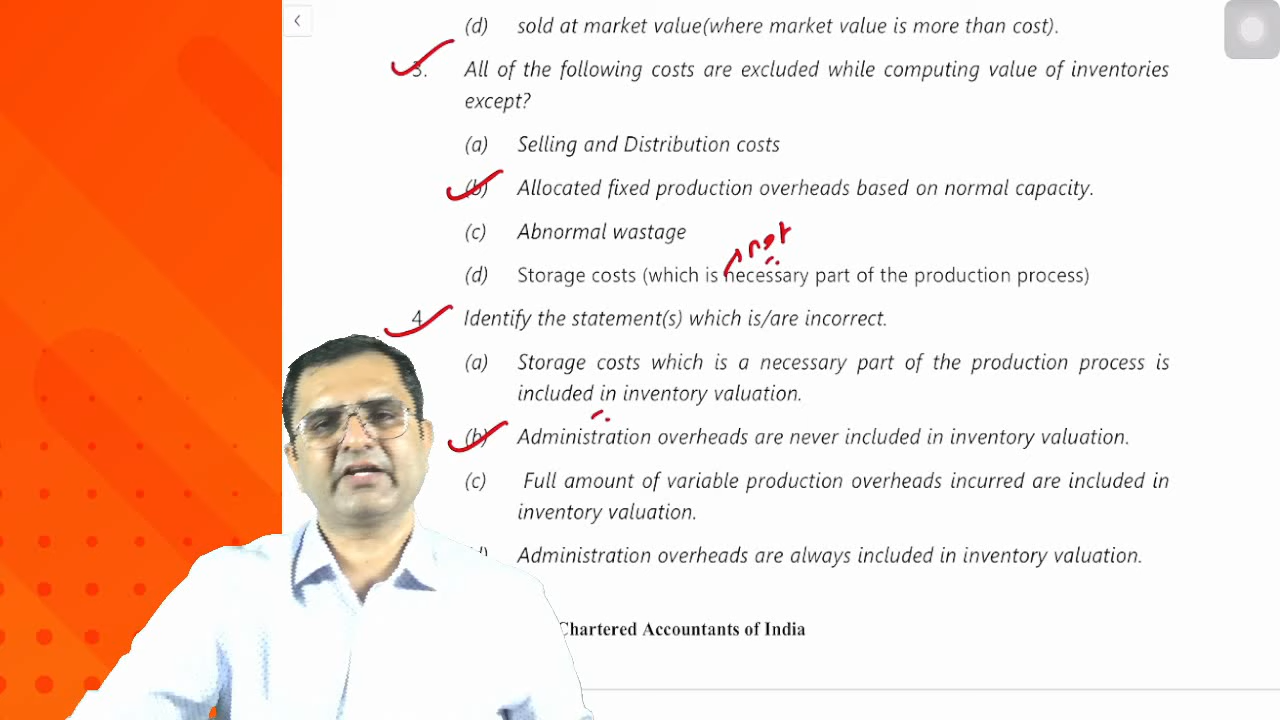 (d) sold at market value(where market value is more than cost).
3. All of the following costs are excluded while computing value of inventories
except?
(a) Selling and Distribution costs
(b) Allocated fixed production overheads based on normal capacity.
(c) Abnormal wastage
not
(d) Storage costs (which is necessary part of the production process)
4 Identify the statement(s) which is/are incorrect.
(a) Storage costs which is a necessary part of the production process is
included in inventory valuation.
(b) Administration overheads are never included in inventory valuation.
(c) Full amount of variable production overheads incurred are included in
inventory valuation.
Administration overheads are always included in inventory valuation.
Chartered Accountants of India